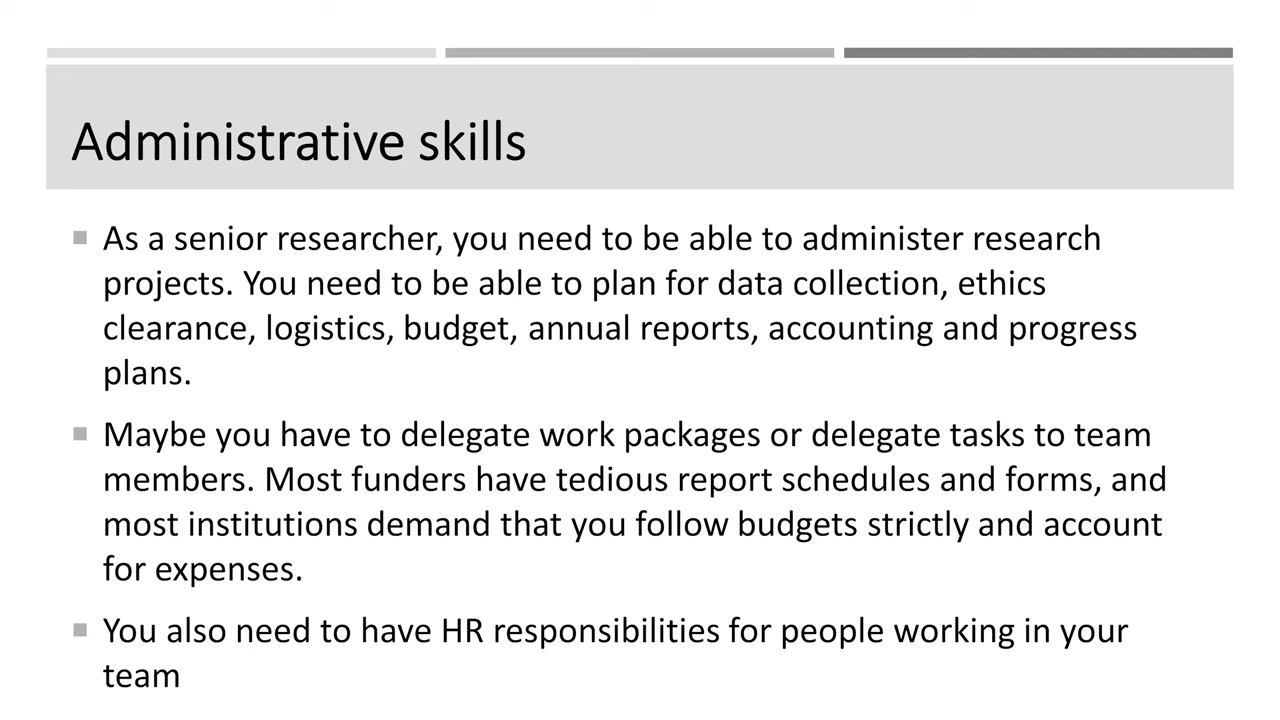 Administrative skills
As a senior researcher, you need to be able to administer research
projects. You need to be able to plan for data collection, ethics
clearance, logistics, budget, annual reports, accounting and progress
plans.
Maybe you have to delegate work packages or delegate tasks to team
members. Most funders have tedious report schedules and forms, and
most institutions demand that you follow budgets strictly and account
for expenses.
You also need to have HR responsibilities for people working in your
team